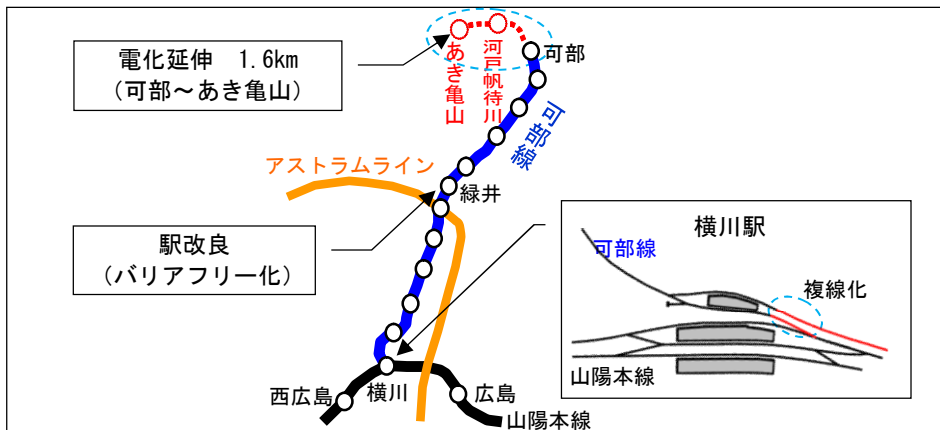 電化延伸 1.6km
(可部～あき亀山)
可部
あき亀山
河戸帆待川
可部線
アストラムライン
緑井
駅改良
(バリアフリー化)
横川駅
可部線
複線化
山陽本線
西広島
横川
広島
山陽本線